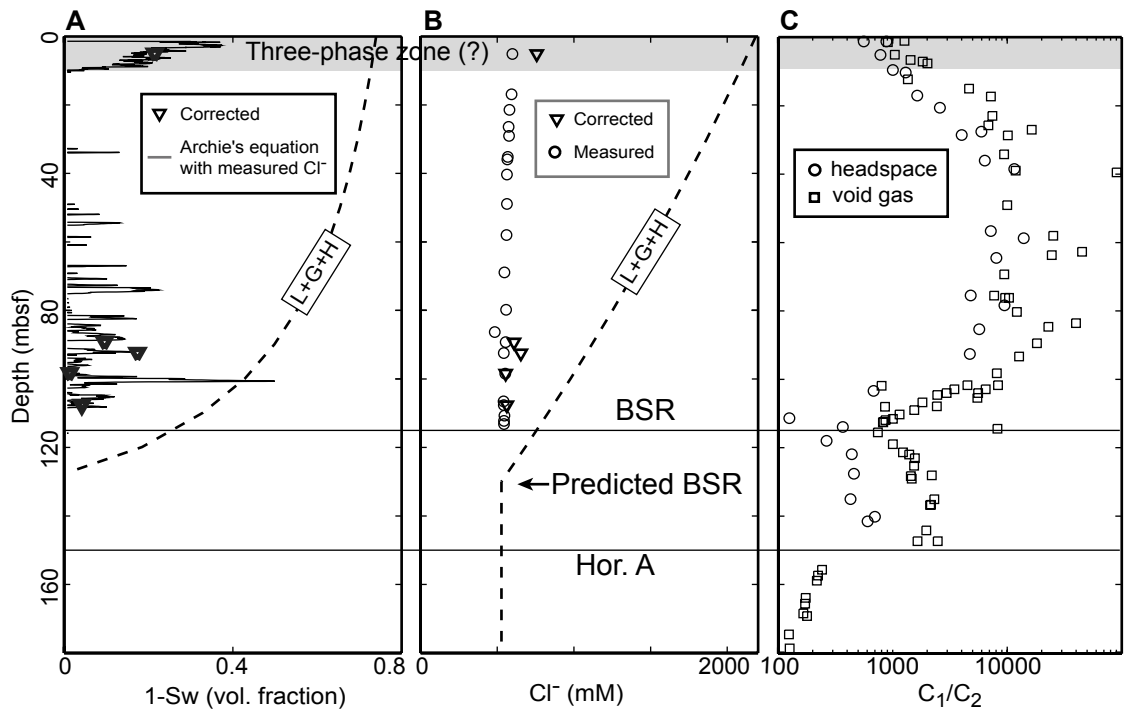 A
B
C
Three-phase zone (?)
Corrected
Archie's equation
with measured Cl⁻
Corrected
Measured
headspace
void gas
L+G+H
L+G+H
BSR
Predicted BSR
Hor. A
0
40
80
120
160
Depth (mbsf)
0
0.4
0.8
1-Sw (vol. fraction)
0
1000
2000
Cl⁻ (mM)
100
1000
10000
C₁/C₂